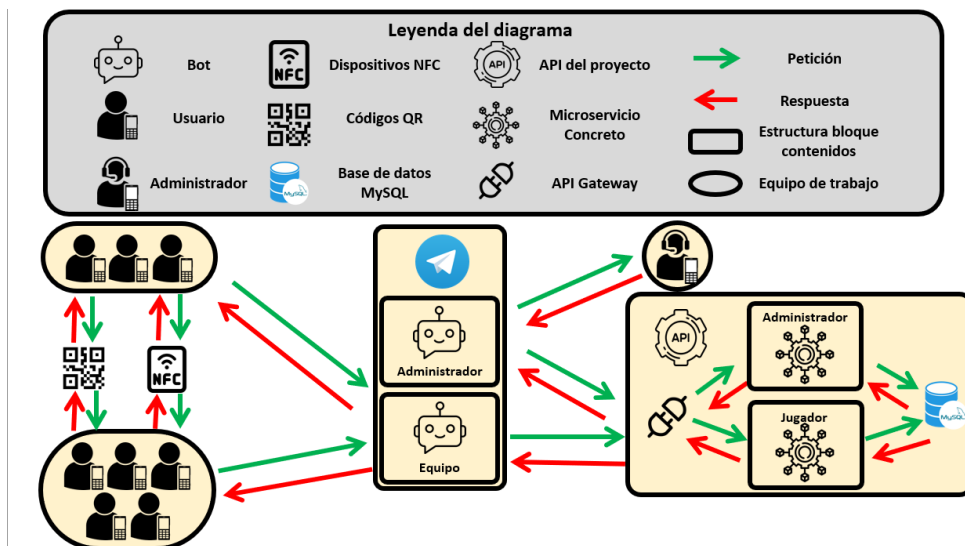 Leyenda del diagrama
Bot
NFC
Dispositivos NFC
API
API del proyecto
Petición
Usuario
Códigos QR
Microservicio
Concreto
Respuesta
Estructura bloque
contenidos
Administrador
MySQL
Base de datos
MySQL
API Gateway
Equipo de trabajo
Administrador
Equipo
NFC
API
Administrador
Jugador
MySQL